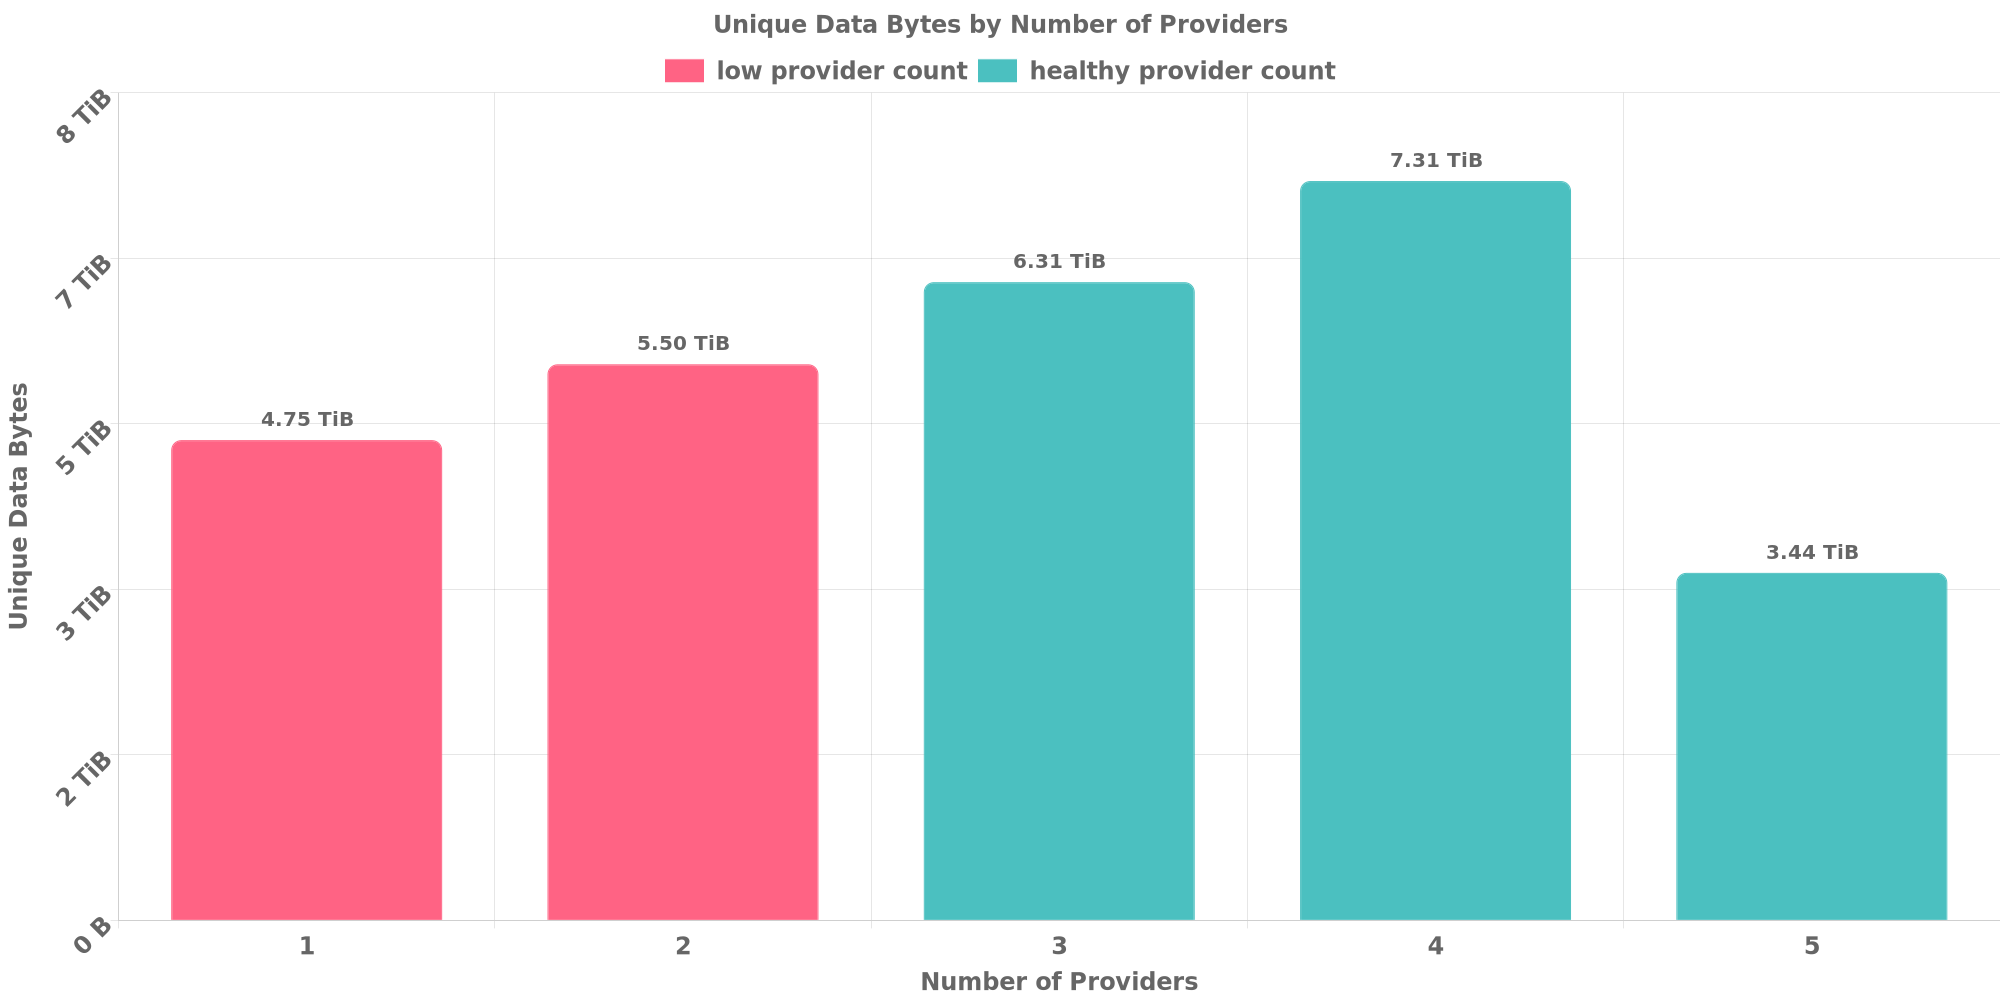 Unique Data Bytes by Number of Providers
low provider count healthy provider count
8 TiB
7 TiB
5 TiB
3 TiB
2 TiB
0 B
Unique Data Bytes
4.75 TiB
5.50 TiB
6.31 TiB
7.31 TiB
3.44 TiB
1 2 3 4 5
Number of Providers